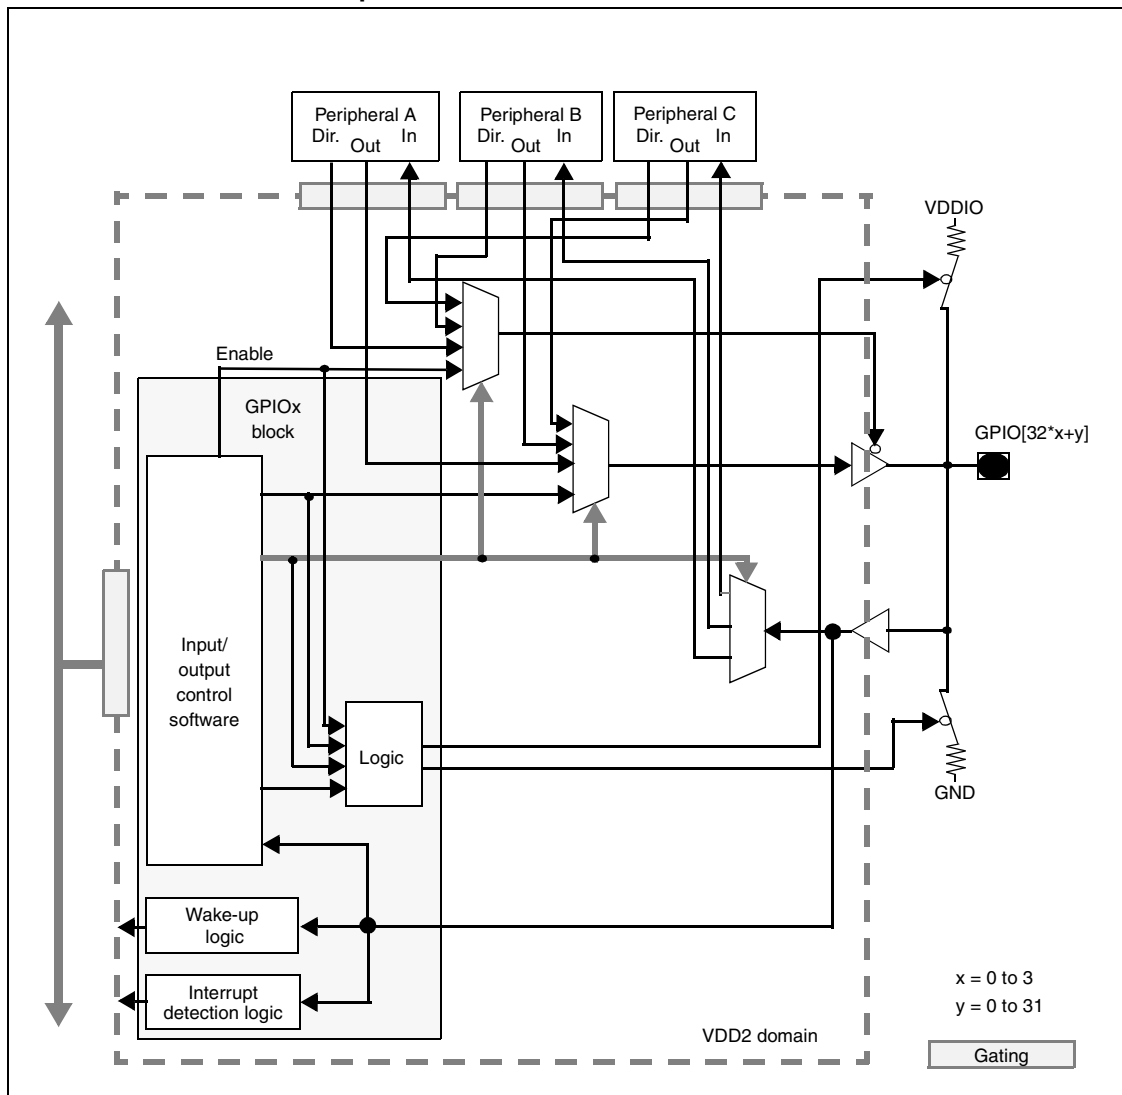 Peripheral A
Dir. Out In
Peripheral B
Dir. Out In
Peripheral C
Dir. Out In
VDDIO
Enable
GPIOx
block
GPIO[32*x+y]
Input/
output
control
software
Logic
GND
Wake-up
logic
Interrupt
detection logic
x = 0 to 3
y = 0 to 31
VDD2 domain
Gating